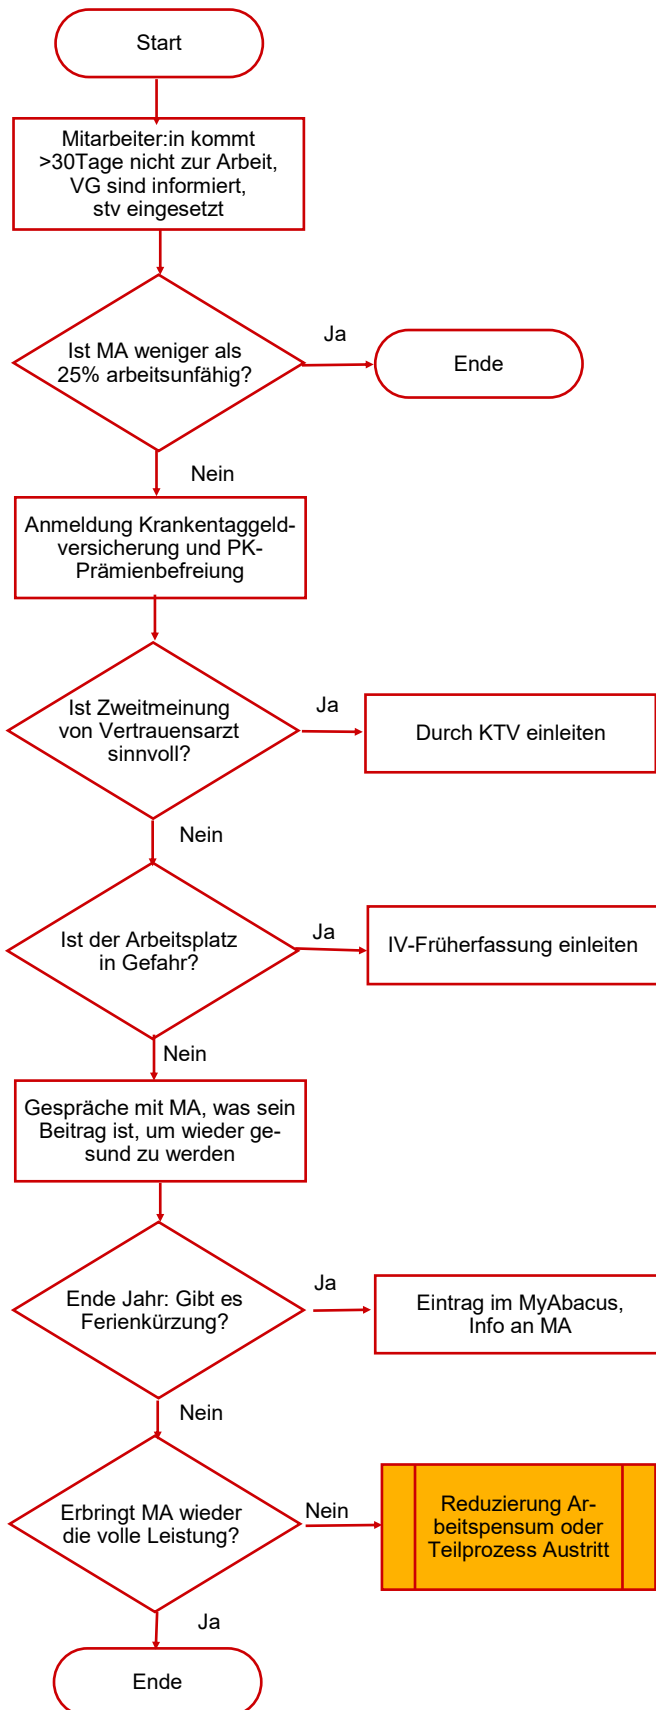 Start
Mitarbeiter:in kommt
>30Tage nicht zur Arbeit,
VG sind informiert,
stv eingesetzt
Ist MA weniger als
25% arbeitsunfähig?
Ja
Ende
Nein
Anmeldung Krankentaggeld-
versicherung und PK-
Prämienbefreiung
Ist Zweitmeinung
von Vertrauensarzt
sinnvoll?
Ja
Durch KTV einleiten
Nein
Ist der Arbeitsplatz
in Gefahr?
Ja
IV-Früherfassung einleiten
Nein
Gespräche mit MA, was sein
Beitrag ist, um wieder ge-
sund zu werden
Ende Jahr: Gibt es
Ferienkürzung?
Ja
Eintrag im MyAbacus,
Info an MA
Nein
Erbringt MA wieder
die volle Leistung?
Nein
Reduzierung Ar-
beitspensum oder
Teilprozess Austritt
Ja
Ende